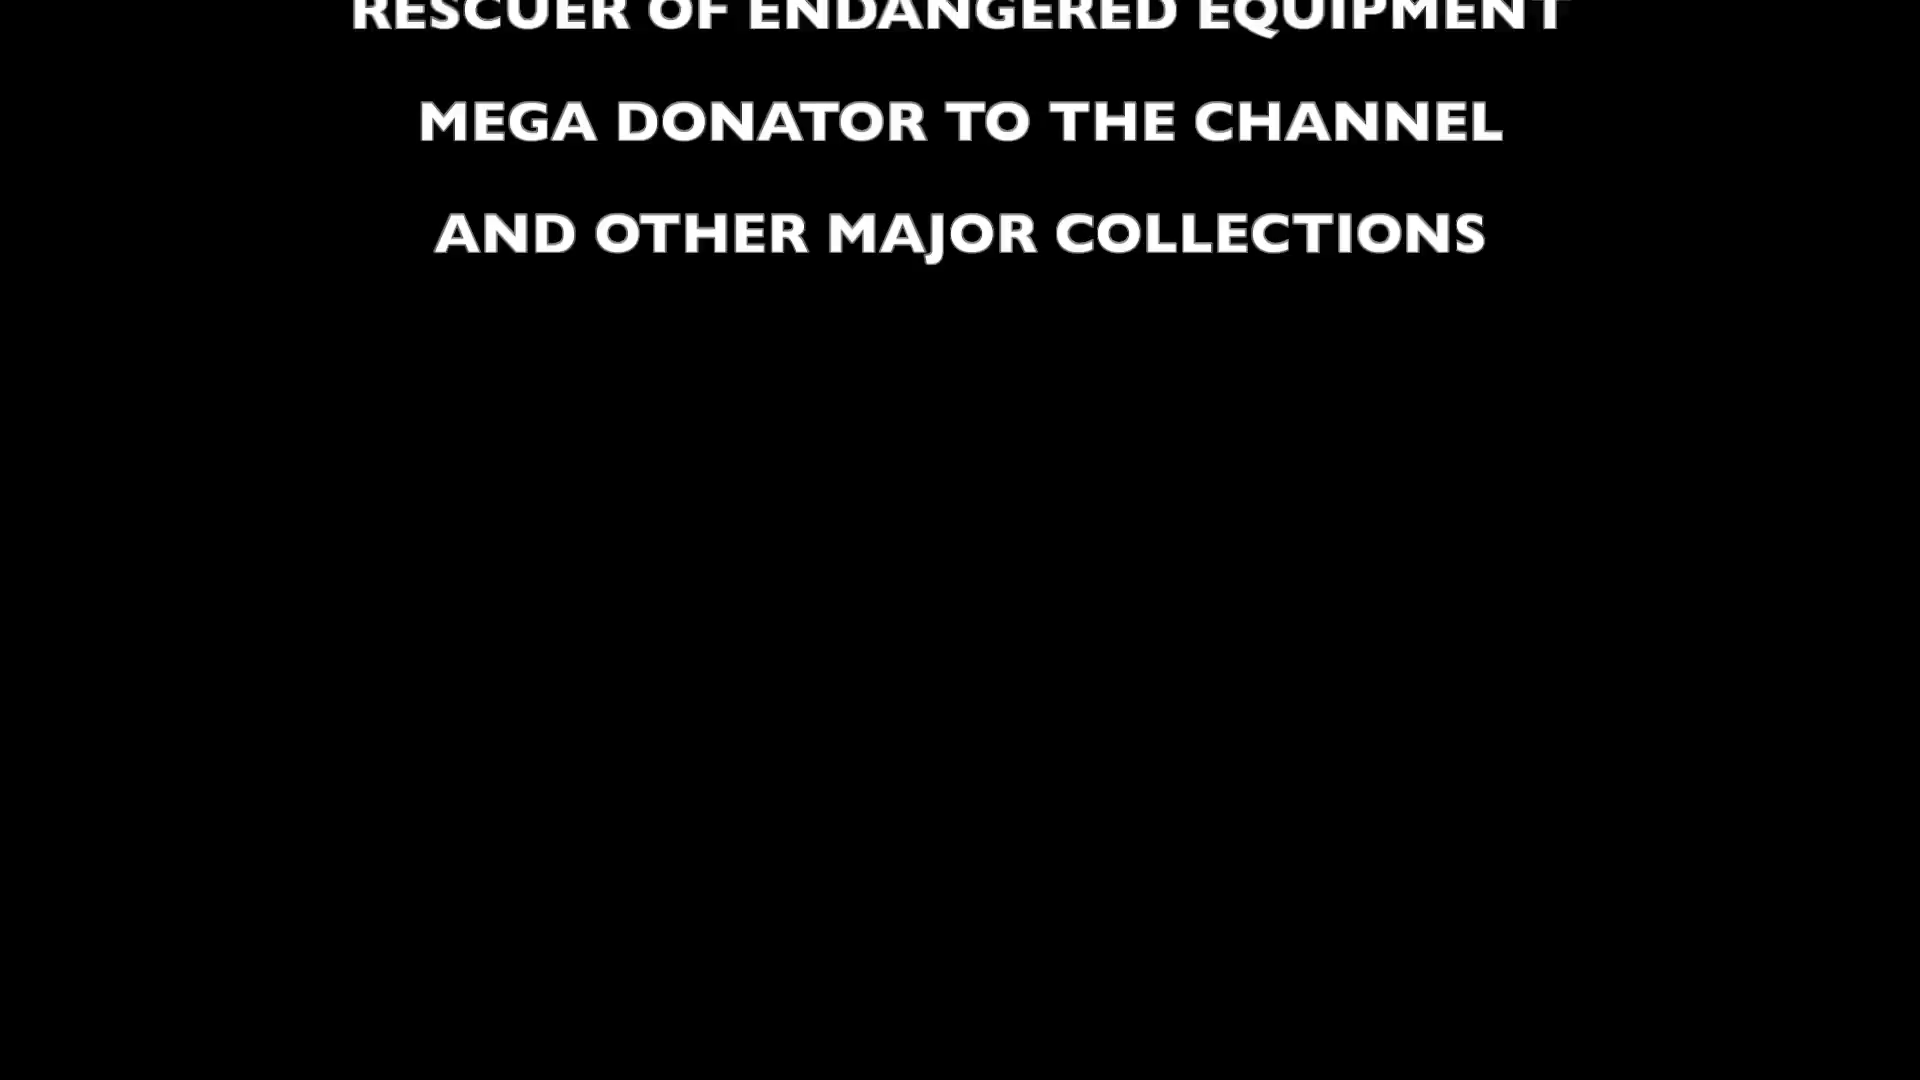 RESCUER OF ENDANGERED EQUIPMENT
MEGA DONATOR TO THE CHANNEL
AND OTHER MAJOR COLLECTIONS